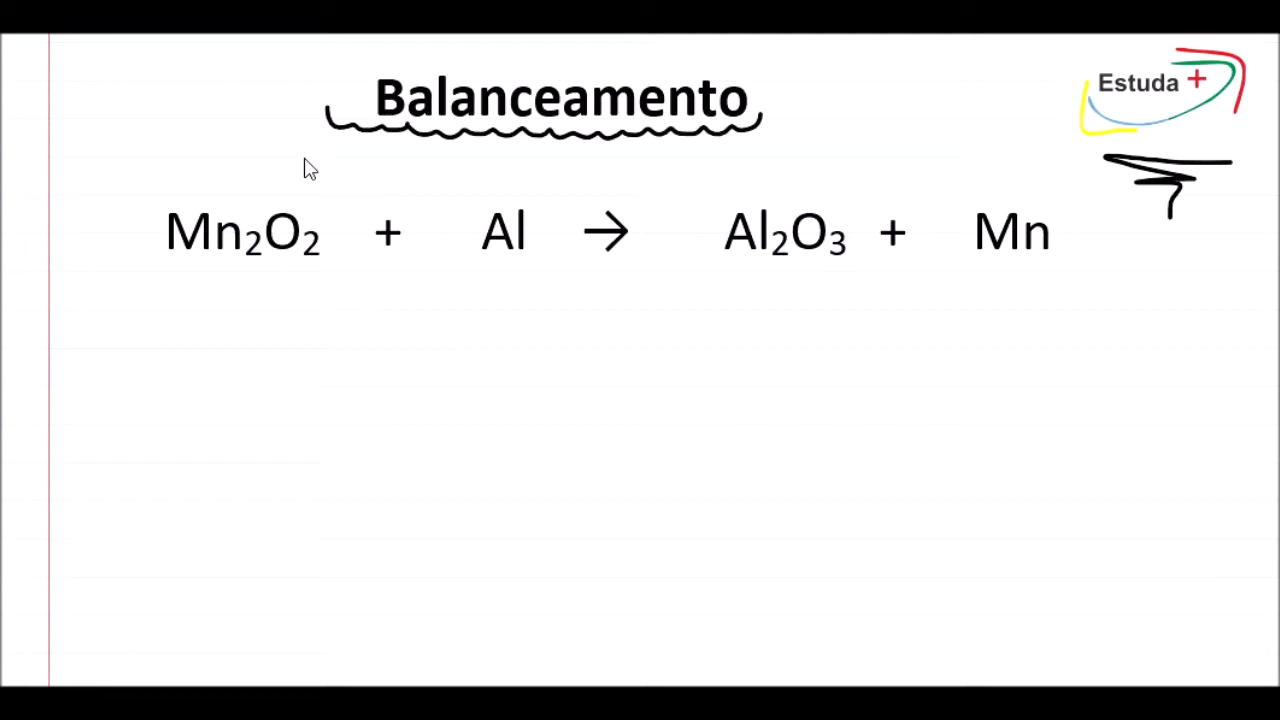 Balanceamento
Estuda +
Mn₂O₂ + Al → Al₂O₃ + Mn